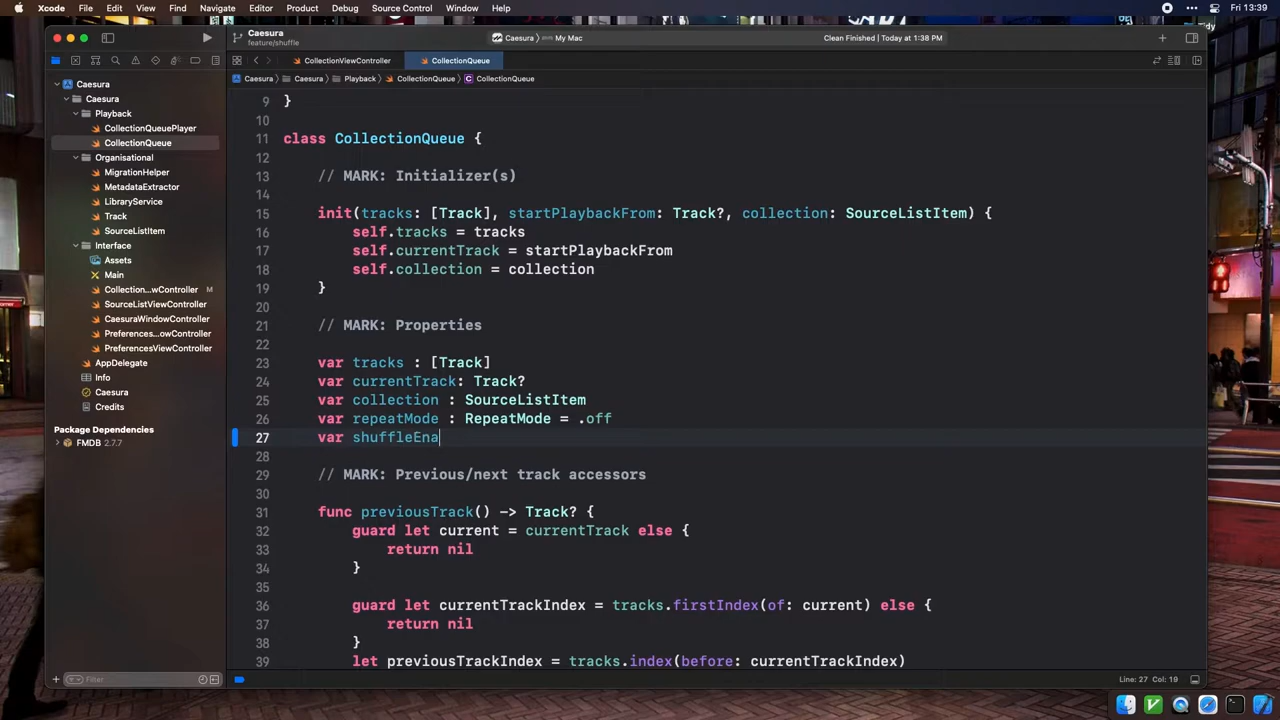 Xcode File Edit View Find Navigate Editor Product Debug Source Control Window Help Fri 13:39
Caesura
feature/shuffle
Caesura My Mac
Clean Finished | Today at 1:38 PM
CollectionViewController CollectionQueue
Caesura Caesura Playback CollectionQueue C CollectionQueue
Caesura
Caesura
Playback
CollectionQueuePlayer
CollectionQueue
Organisational
MigrationHelper
MetadataExtractor
LibraryService
Track
SourceListItem
Interface
Assets
Main
Collection...wController M
SourceListViewController
CaesuraWindowController
Preferences...owController
PreferencesViewController
AppDelegate
Info
Caesura
Credits
Package Dependencies
FMDB 2.7.7
Filter
9 }
10
11 class CollectionQueue {
12
13 // MARK: Initializer(s)
14
15 init(tracks: [Track], startPlaybackFrom: Track?, collection: SourceListItem) {
16 self.tracks = tracks
17 self.currentTrack = startPlaybackFrom
18 self.collection = collection
19 }
20
21 // MARK: Properties
22
23 var tracks : [Track]
24 var currentTrack: Track?
25 var collection : SourceListItem
26 var repeatMode : RepeatMode = .off
27 var shuffleEna
28
29 // MARK: Previous/next track accessors
30
31 func previousTrack() -> Track? {
32 guard let current = currentTrack else {
33 return nil
34 }
35
36 guard let currentTrackIndex = tracks.firstIndex(of: current) else {
37 return nil
38 }
39 let previousTrackIndex = tracks.index(before: currentTrackIndex)
Line: 27 Col: 19